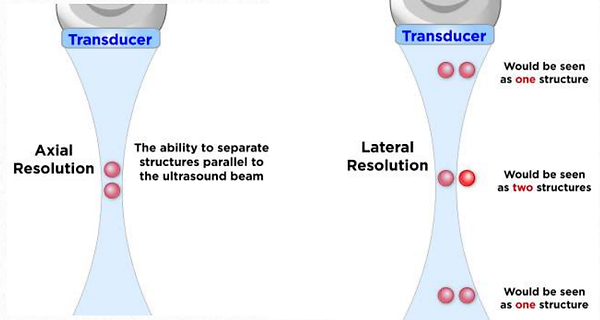 Transducer
Axial
Resolution
The ability to separate
structures parallel to
the ultrasound beam
Transducer
Would be seen
as one structure
Lateral
Resolution
Would be seen
as two structures
Would be seen
as one structure